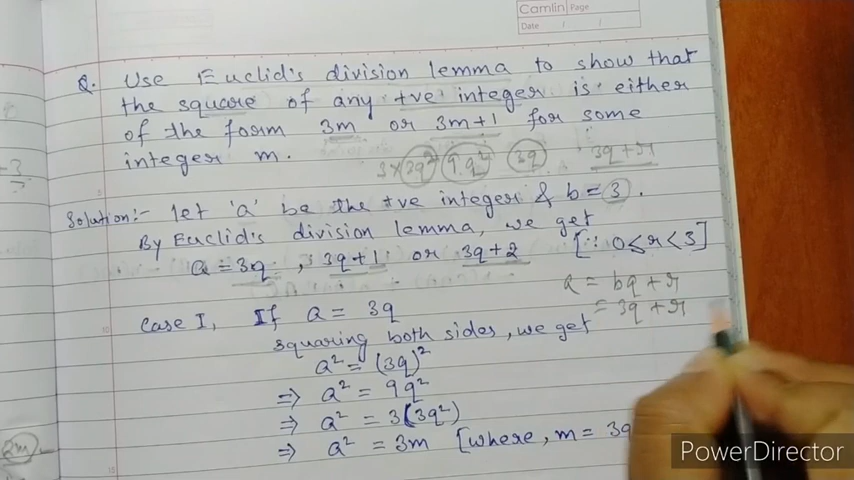 Camlin Page
Date / /
Q. Use Euclid's division lemma to show that
the square of any +ve integer is either
of the form 3m or 3m+1 for some
integer m.
3×3q² 9q² 3q 3q+r
Solution:- let 'a' be the +ve integer & b = 3.
By Euclid's division lemma, we get
a = 3q, 3q+1 or 3q+2 [∵ 0≤r<3]
a = bq+r
= 3q+r
Case I, If a = 3q
squaring both sides, we get
a² = (3q)²
⇒ a² = 9q²
⇒ a² = 3(3q²)
⇒ a² = 3m [where, m = 3q
2m
PowerDirector